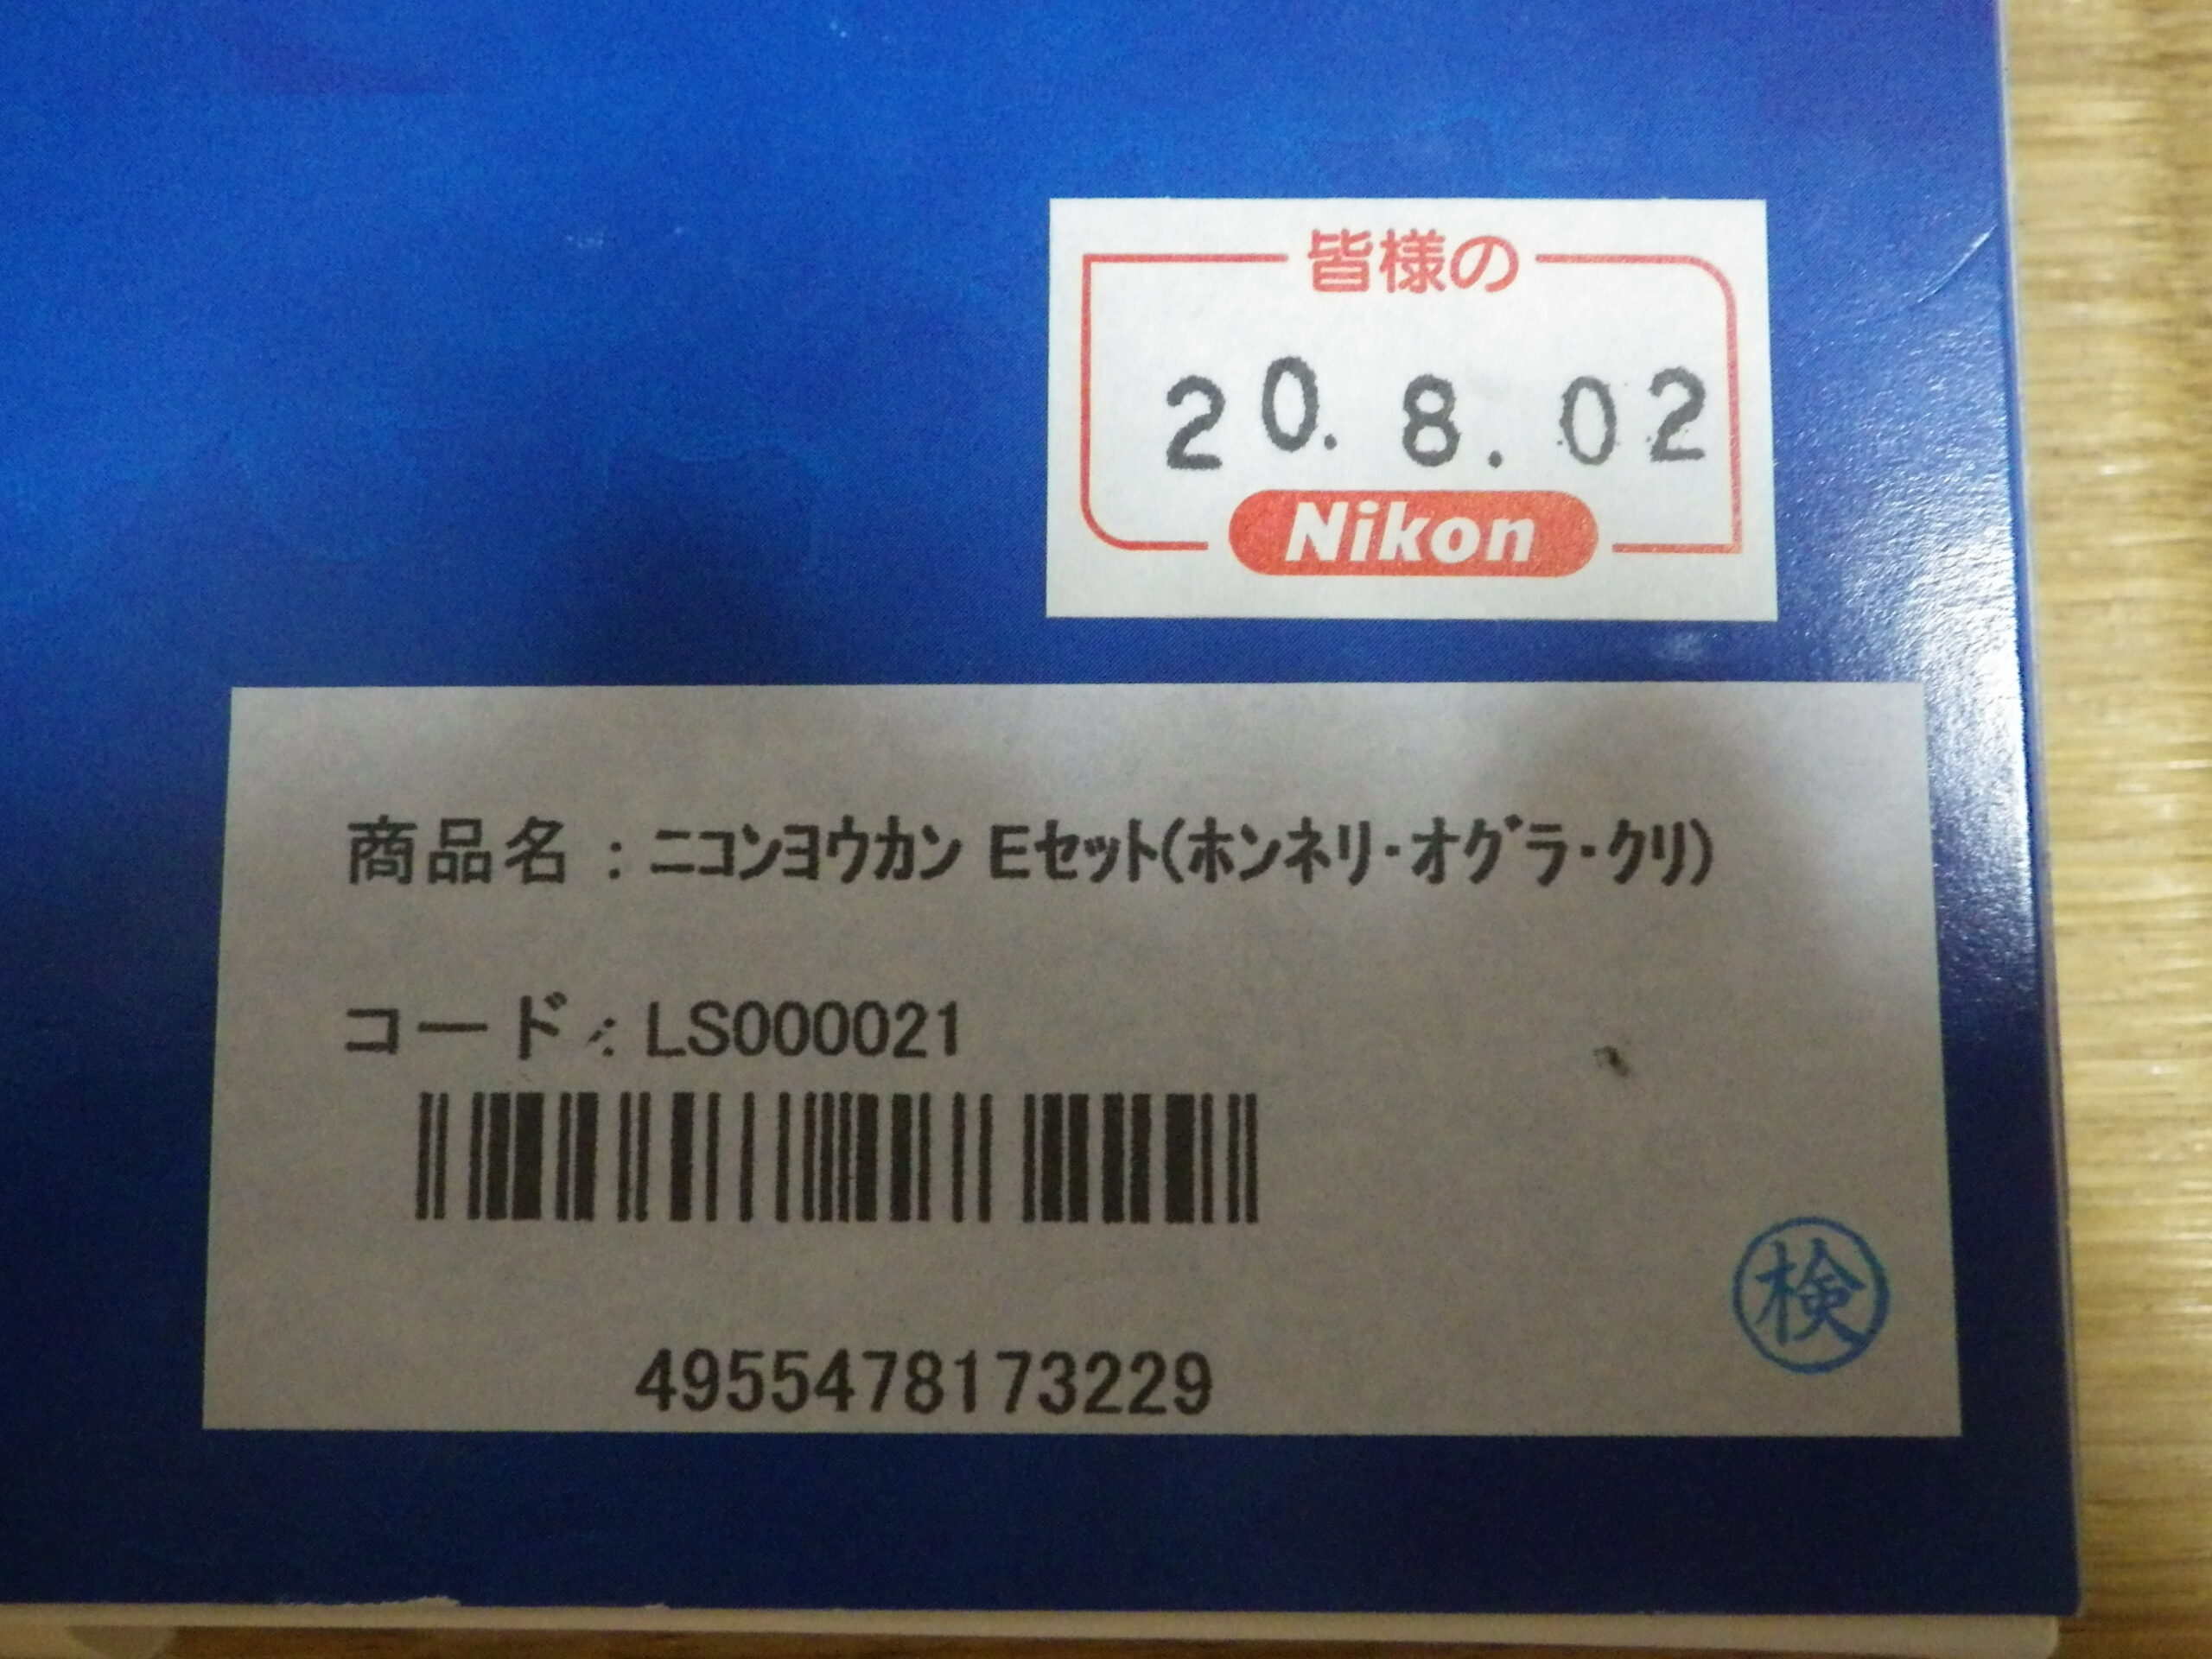 皆様の
20. 8. 02
Nikon
商品名 : ニコンヨウカン Eセット(ホンネリ・オグラ・クリ)
コード : LS000021
4955478173229
検